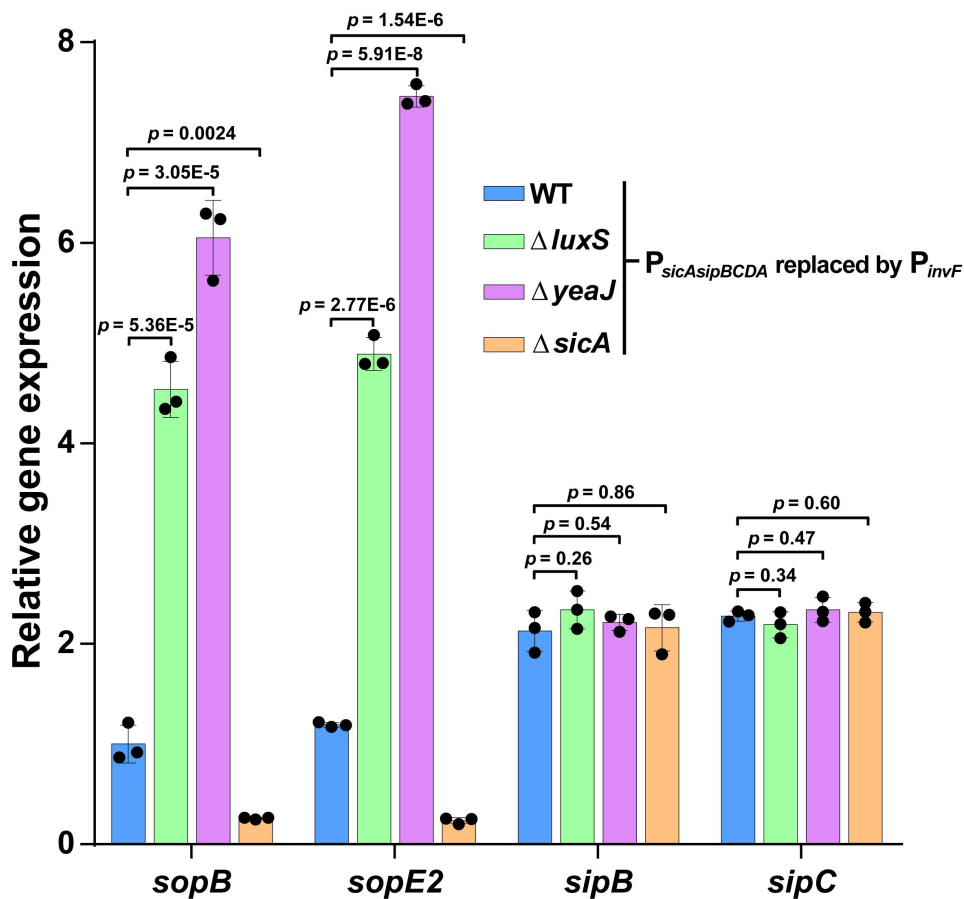 Relative gene expression
8
6
4
2
0
p = 0.0024
p = 3.05E-5
p = 5.36E-5
p = 1.54E-6
p = 5.91E-8
p = 2.77E-6
p = 0.86
p = 0.54
p = 0.26
p = 0.60
p = 0.47
p = 0.34
WT
ΔluxS
ΔyeaJ
ΔsicA
PsicAsipBCDA replaced by PinvF
sopB
sopE2
sipB
sipC